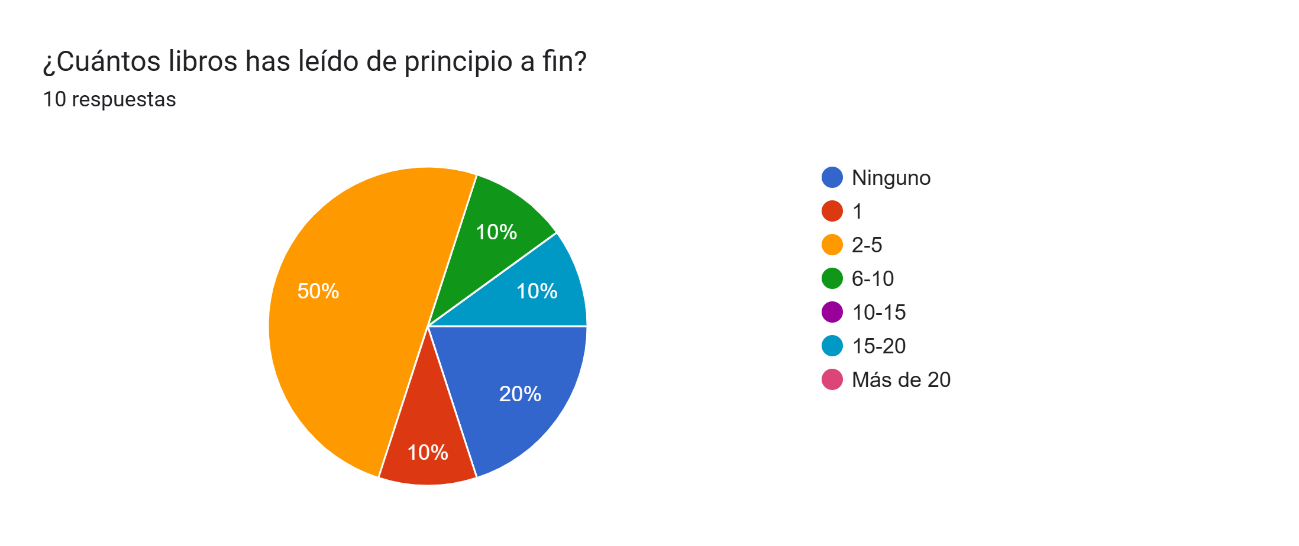 ¿Cuántos libros has leído de principio a fin?
10 respuestas
10%
50%
10%
20%
10%
Ninguno
1
2-5
6-10
10-15
15-20
Más de 20